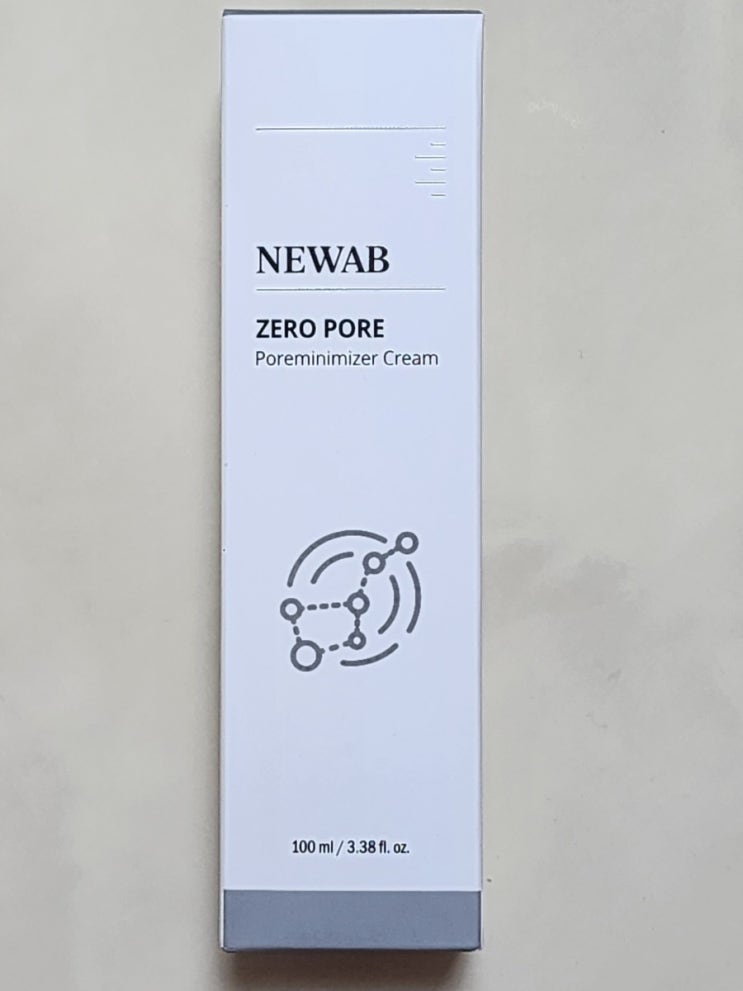 NEWAB
ZERO PORE
Poreminimizer Cream
100 ml / 3.38 fl. oz.